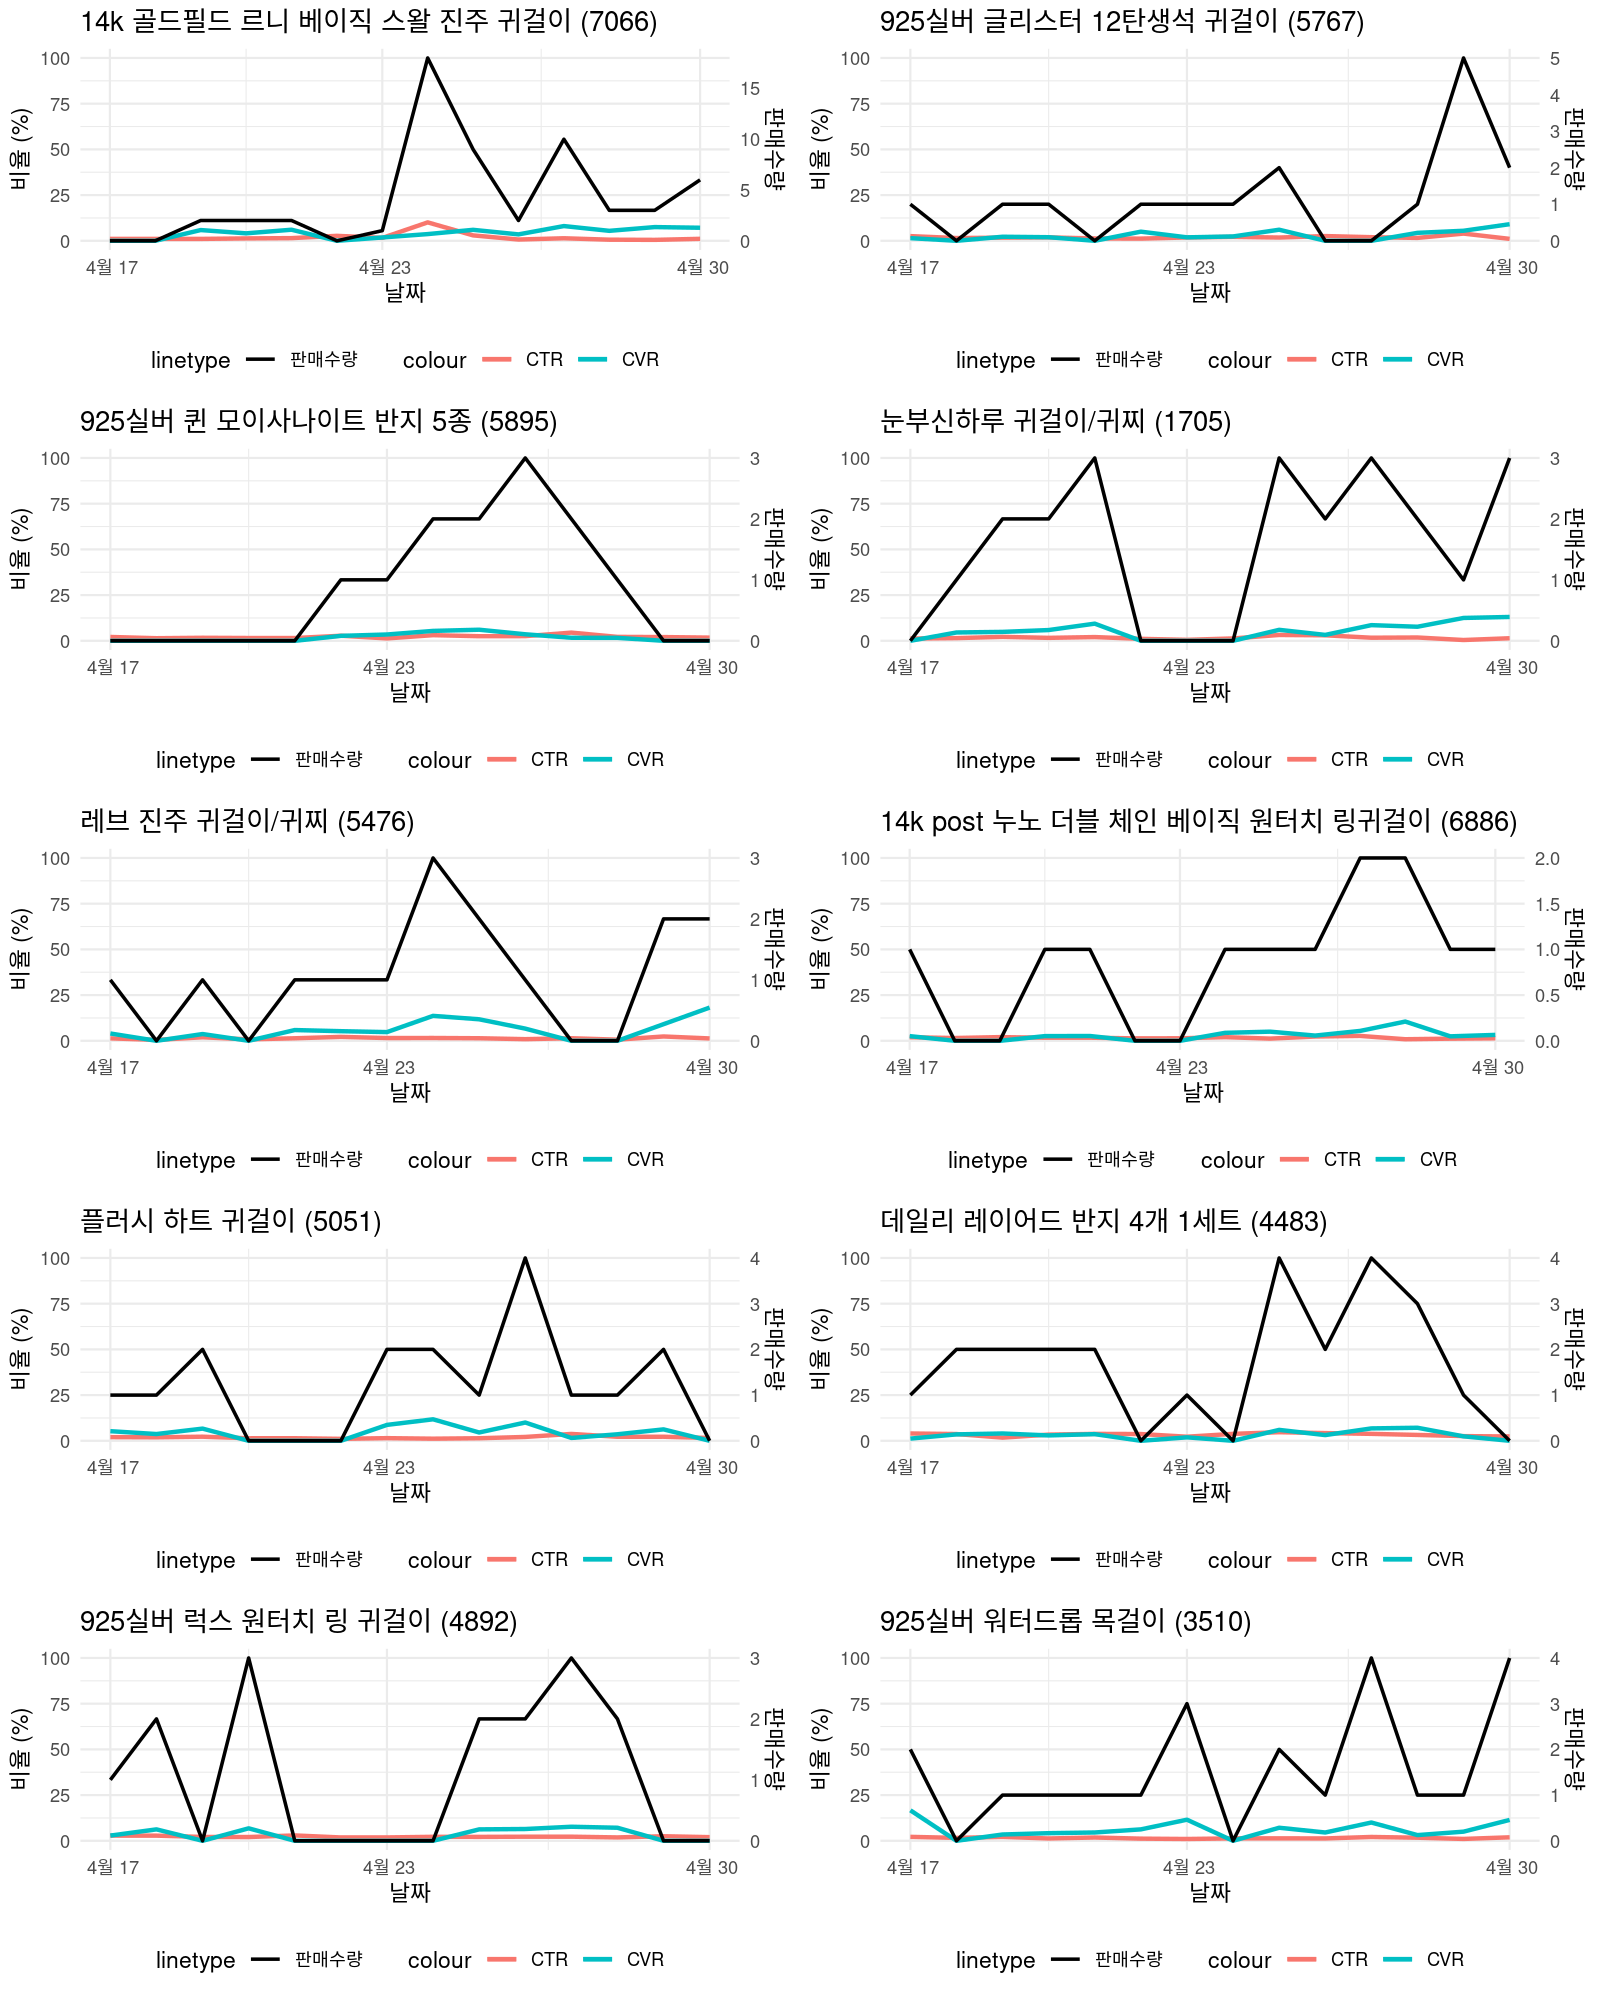 14k 골드필드 르니 베이직 스왈 진주 귀걸이 (7066)
100
75
50
25
0
비율 (%)
15
10
5
0
판매수량
4월 17
4월 23
4월 30
날짜
linetype 판매수량 colour CTR CVR
925실버 글리스터 12탄생석 귀걸이 (5767)
100
75
50
25
0
비율 (%)
5
4
3
2
1
0
판매수량
4월 17
4월 23
4월 30
날짜
linetype 판매수량 colour CTR CVR
925실버 퀸 모이사나이트 반지 5종 (5895)
100
75
50
25
0
비율 (%)
3
2
1
0
판매수량
4월 17
4월 23
4월 30
날짜
linetype 판매수량 colour CTR CVR
눈부신하루 귀걸이/귀찌 (1705)
100
75
50
25
0
비율 (%)
3
2
1
0
판매수량
4월 17
4월 23
4월 30
날짜
linetype 판매수량 colour CTR CVR
레브 진주 귀걸이/귀찌 (5476)
100
75
50
25
0
비율 (%)
3
2
1
0
판매수량
4월 17
4월 23
4월 30
날짜
linetype 판매수량 colour CTR CVR
14k post 누노 더블 체인 베이직 원터치 링귀걸이 (6886)
100
75
50
25
0
비율 (%)
2.0
1.5
1.0
0.5
0.0
판매수량
4월 17
4월 23
4월 30
날짜
linetype 판매수량 colour CTR CVR
플러시 하트 귀걸이 (5051)
100
75
50
25
0
비율 (%)
4
3
2
1
0
판매수량
4월 17
4월 23
4월 30
날짜
linetype 판매수량 colour CTR CVR
데일리 레이어드 반지 4개 1세트 (4483)
100
75
50
25
0
비율 (%)
4
3
2
1
0
판매수량
4월 17
4월 23
4월 30
날짜
linetype 판매수량 colour CTR CVR
925실버 럭스 원터치 링 귀걸이 (4892)
100
75
50
25
0
비율 (%)
3
2
1
0
판매수량
4월 17
4월 23
4월 30
날짜
linetype 판매수량 colour CTR CVR
925실버 워터드롭 목걸이 (3510)
100
75
50
25
0
비율 (%)
4
3
2
1
0
판매수량
4월 17
4월 23
4월 30
날짜
linetype 판매수량 colour CTR CVR